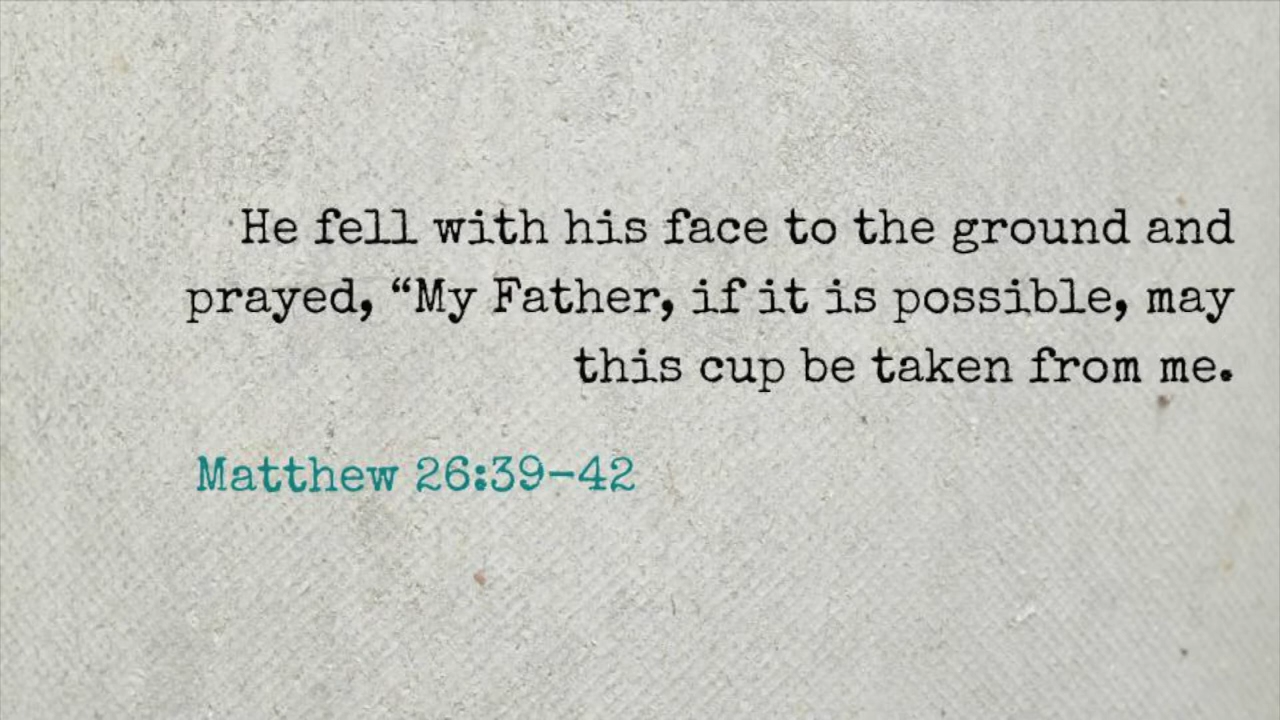 He fell with his face to the ground and
prayed, “My Father, if it is possible, may
this cup be taken from me.
Matthew 26:39–42